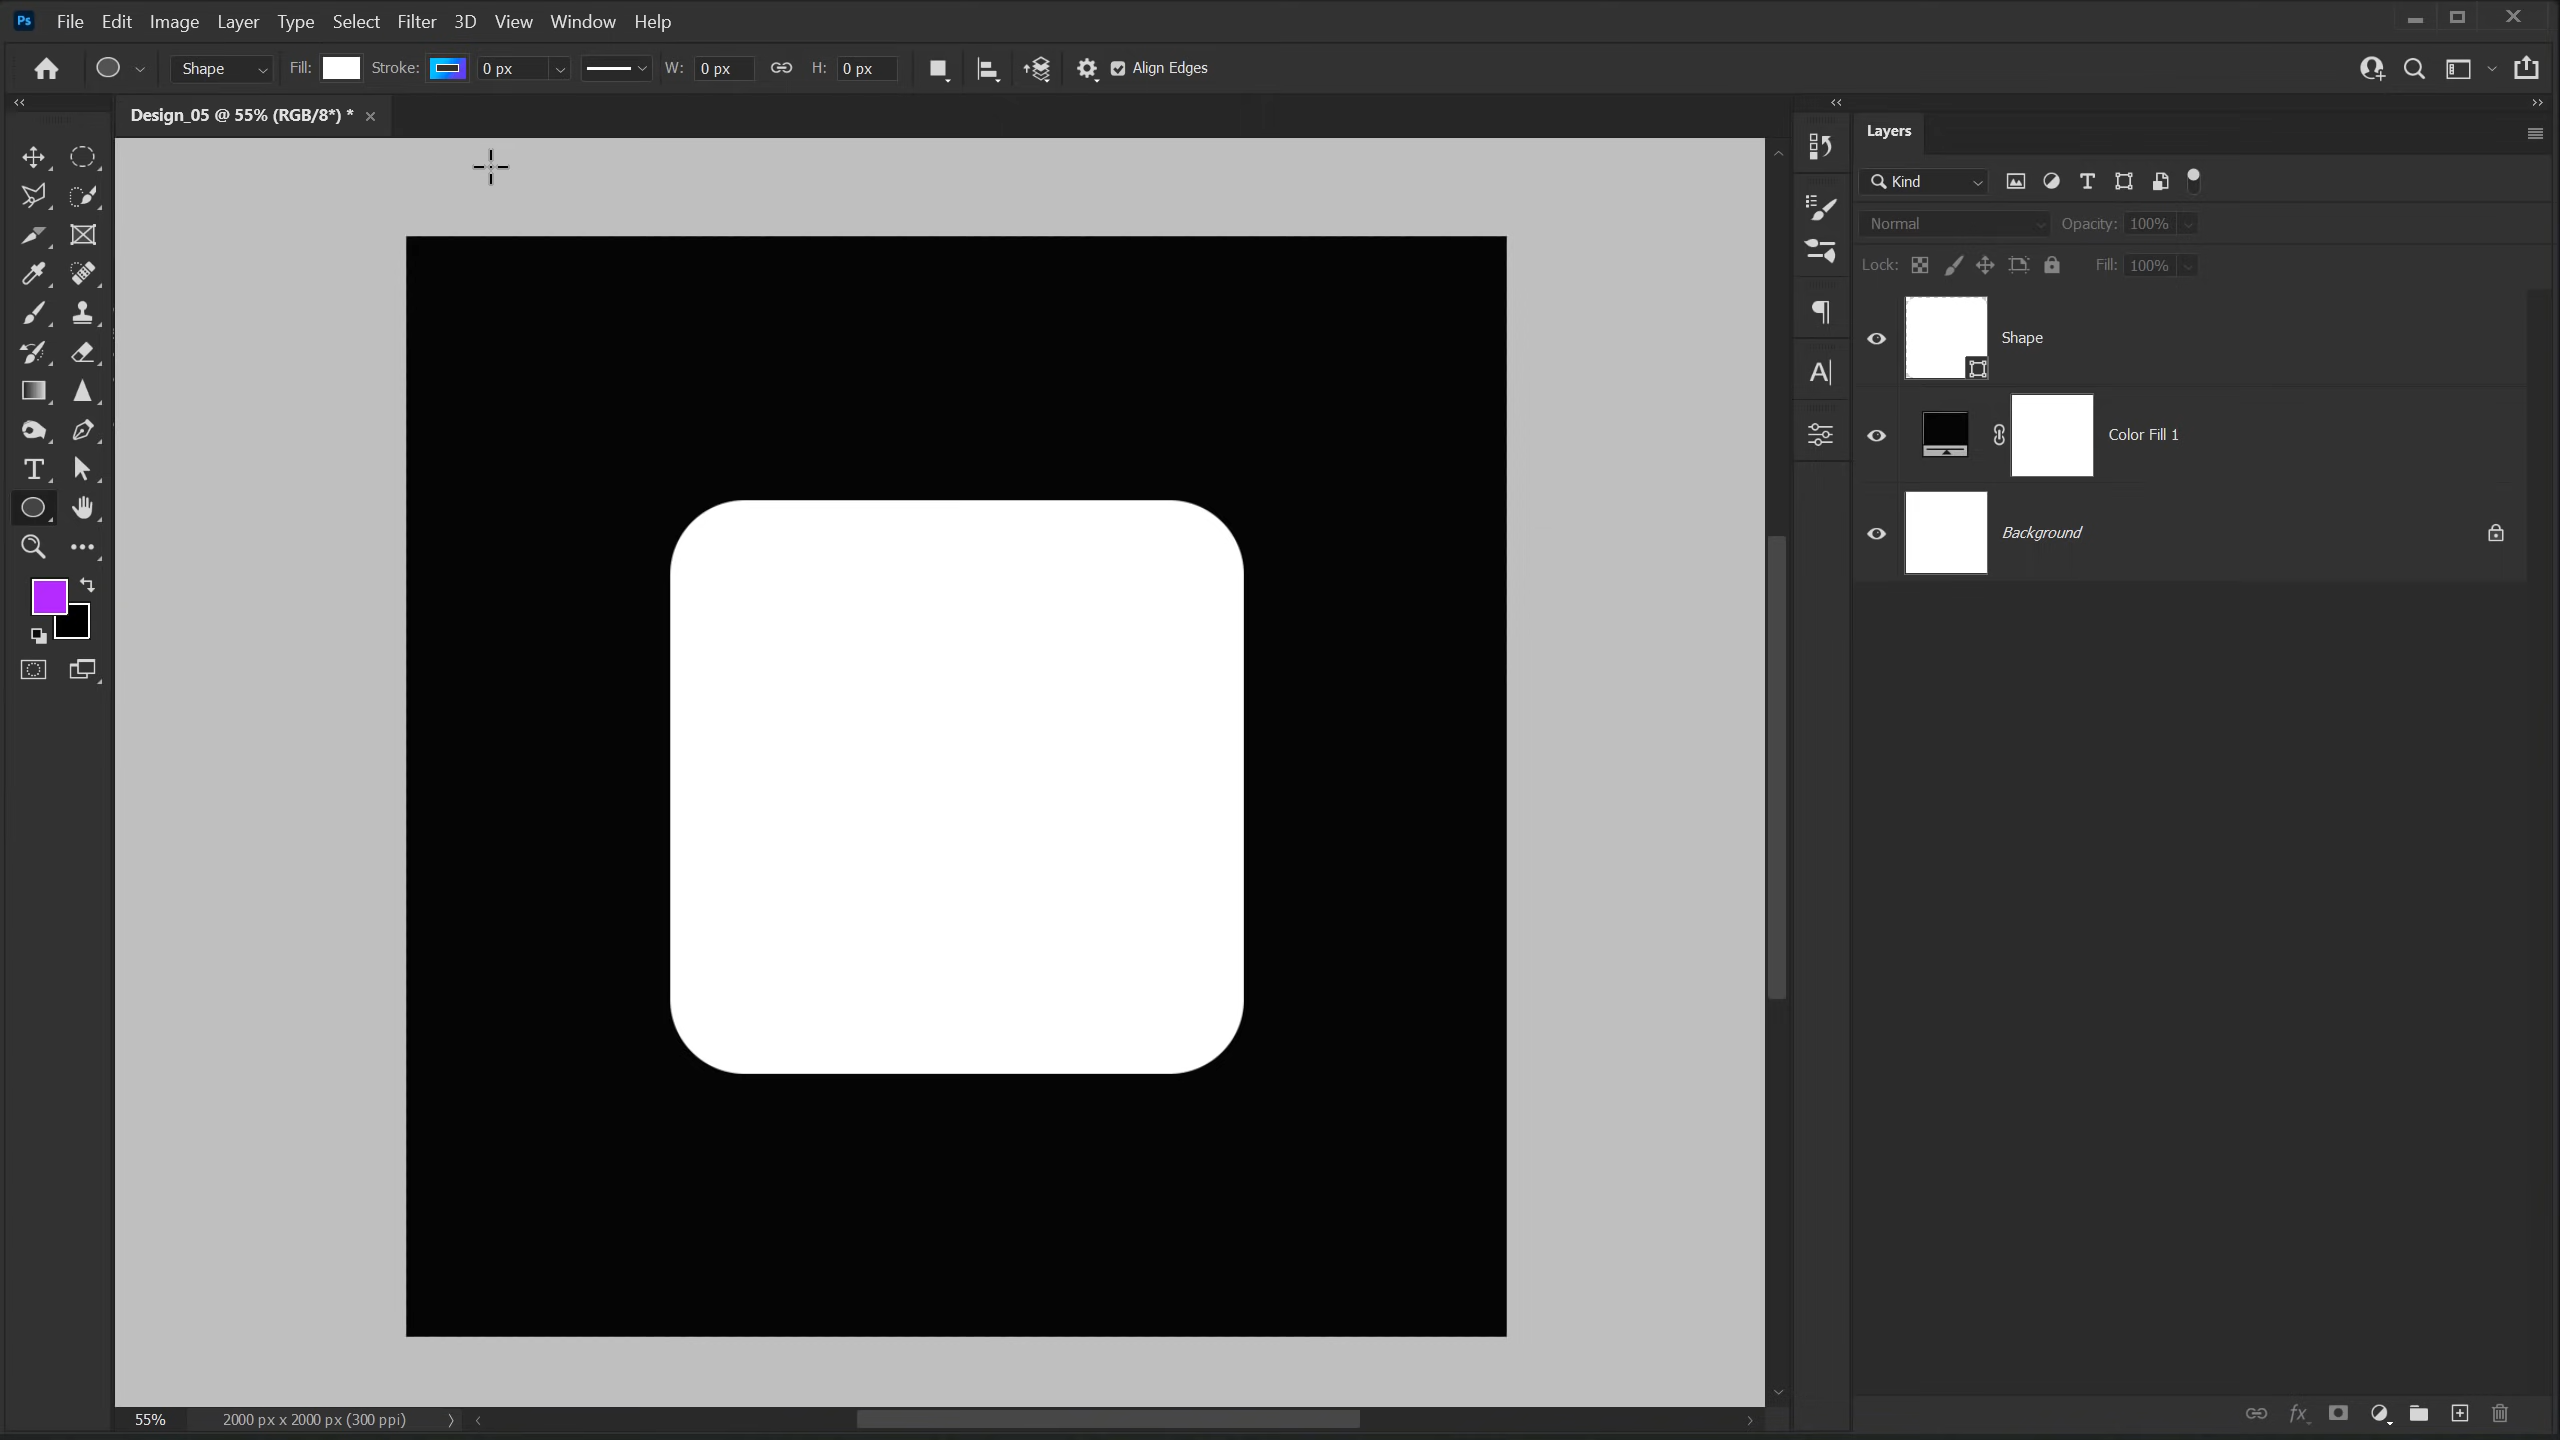 Ps File Edit Image Layer Type Select Filter 3D View Window Help
Shape Fill: Stroke: 0 px W: 0 px H: 0 px Align Edges
Design_05 @ 55% (RGB/8*) *
Layers
Kind
Normal Opacity: 100%
Lock: Fill: 100%
Shape
Color Fill 1
Background
55% 2000 px x 2000 px (300 ppi)